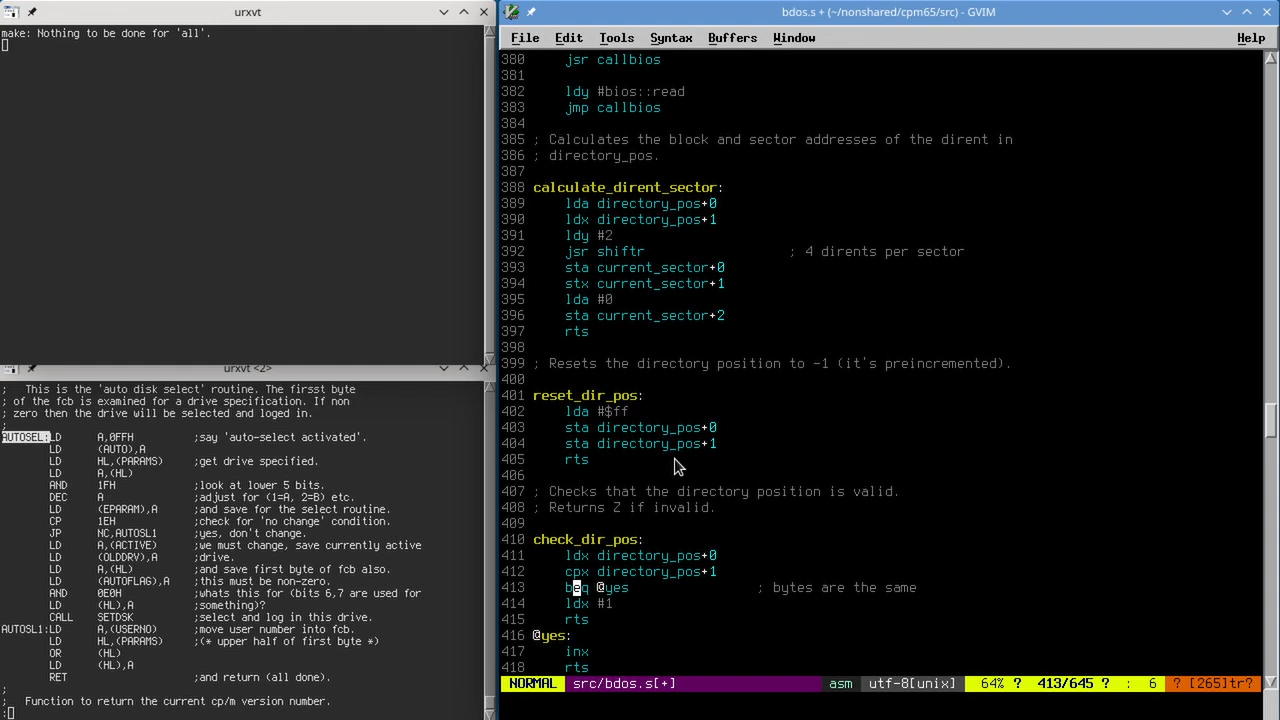 urxvt
make: Nothing to be done for 'all'.
urxvt <2>
;   This is the 'auto disk select' routine. The firsst byte
; of the fcb is examined for a drive specification. If non
; zero then the drive will be selected and loged in.
;
AUTOSEL:LD      A,0FFH          ;say 'auto-select activated'.
LD      (AUTO),A
LD      HL,(PARAMS)     ;get drive specified.
LD      A,(HL)
AND     1FH             ;look at lower 5 bits.
DEC     A               ;adjust for (1=A, 2=B) etc.
LD      (EPARAM),A      ;and save for the select routine.
CP      1EH             ;check for 'no change' condition.
JP      NC,AUTOSL1      ;yes, don't change.
LD      A,(ACTIVE)      ;we must change, save currently active
LD      (OLDDRV),A      ;drive.
LD      A,(HL)          ;and save first byte of fcb also.
LD      (AUTOFLAG),A    ;this must be non-zero.
AND     0E0H            ;whats this for (bits 6,7 are used for
LD      (HL),A          ;something)?
CALL    SETDSK          ;select and log in this drive.
AUTOSL1:LD      A,(USERNO)      ;move user number into fcb.
LD      HL,(PARAMS)     ;(* upper half of first byte *)
OR      (HL)
LD      (HL),A
RET                     ;and return (all done).
;
;   Function to return the current cp/m version number.
:
bdos.s + (~/nonshared/cpm65/src) - GVIM
File Edit Tools Syntax Buffers Window Help
380     jsr callbios
381
382     ldy #bios::read
383     jmp callbios
384
385 ; Calculates the block and sector addresses of the dirent in
386 ; directory_pos.
387
388 calculate_dirent_sector:
389     lda directory_pos+0
390     ldx directory_pos+1
391     ldy #2
392     jsr shiftr                  ; 4 dirents per sector
393     sta current_sector+0
394     stx current_sector+1
395     lda #0
396     sta current_sector+2
397     rts
398
399 ; Resets the directory position to -1 (it's preincremented).
400
401 reset_dir_pos:
402     lda #$ff
403     sta directory_pos+0
404     sta directory_pos+1
405     rts
406
407 ; Checks that the directory position is valid.
408 ; Returns Z if invalid.
409
410 check_dir_pos:
411     ldx directory_pos+0
412     cpx directory_pos+1
413     beq @yes                ; bytes are the same
414     ldx #1
415     rts
416 @yes:
417     inx
418     rts
NORMAL src/bdos.s[+] asm utf-8[unix] 64% ? 413/645 ? : 6 ? [265]tr?